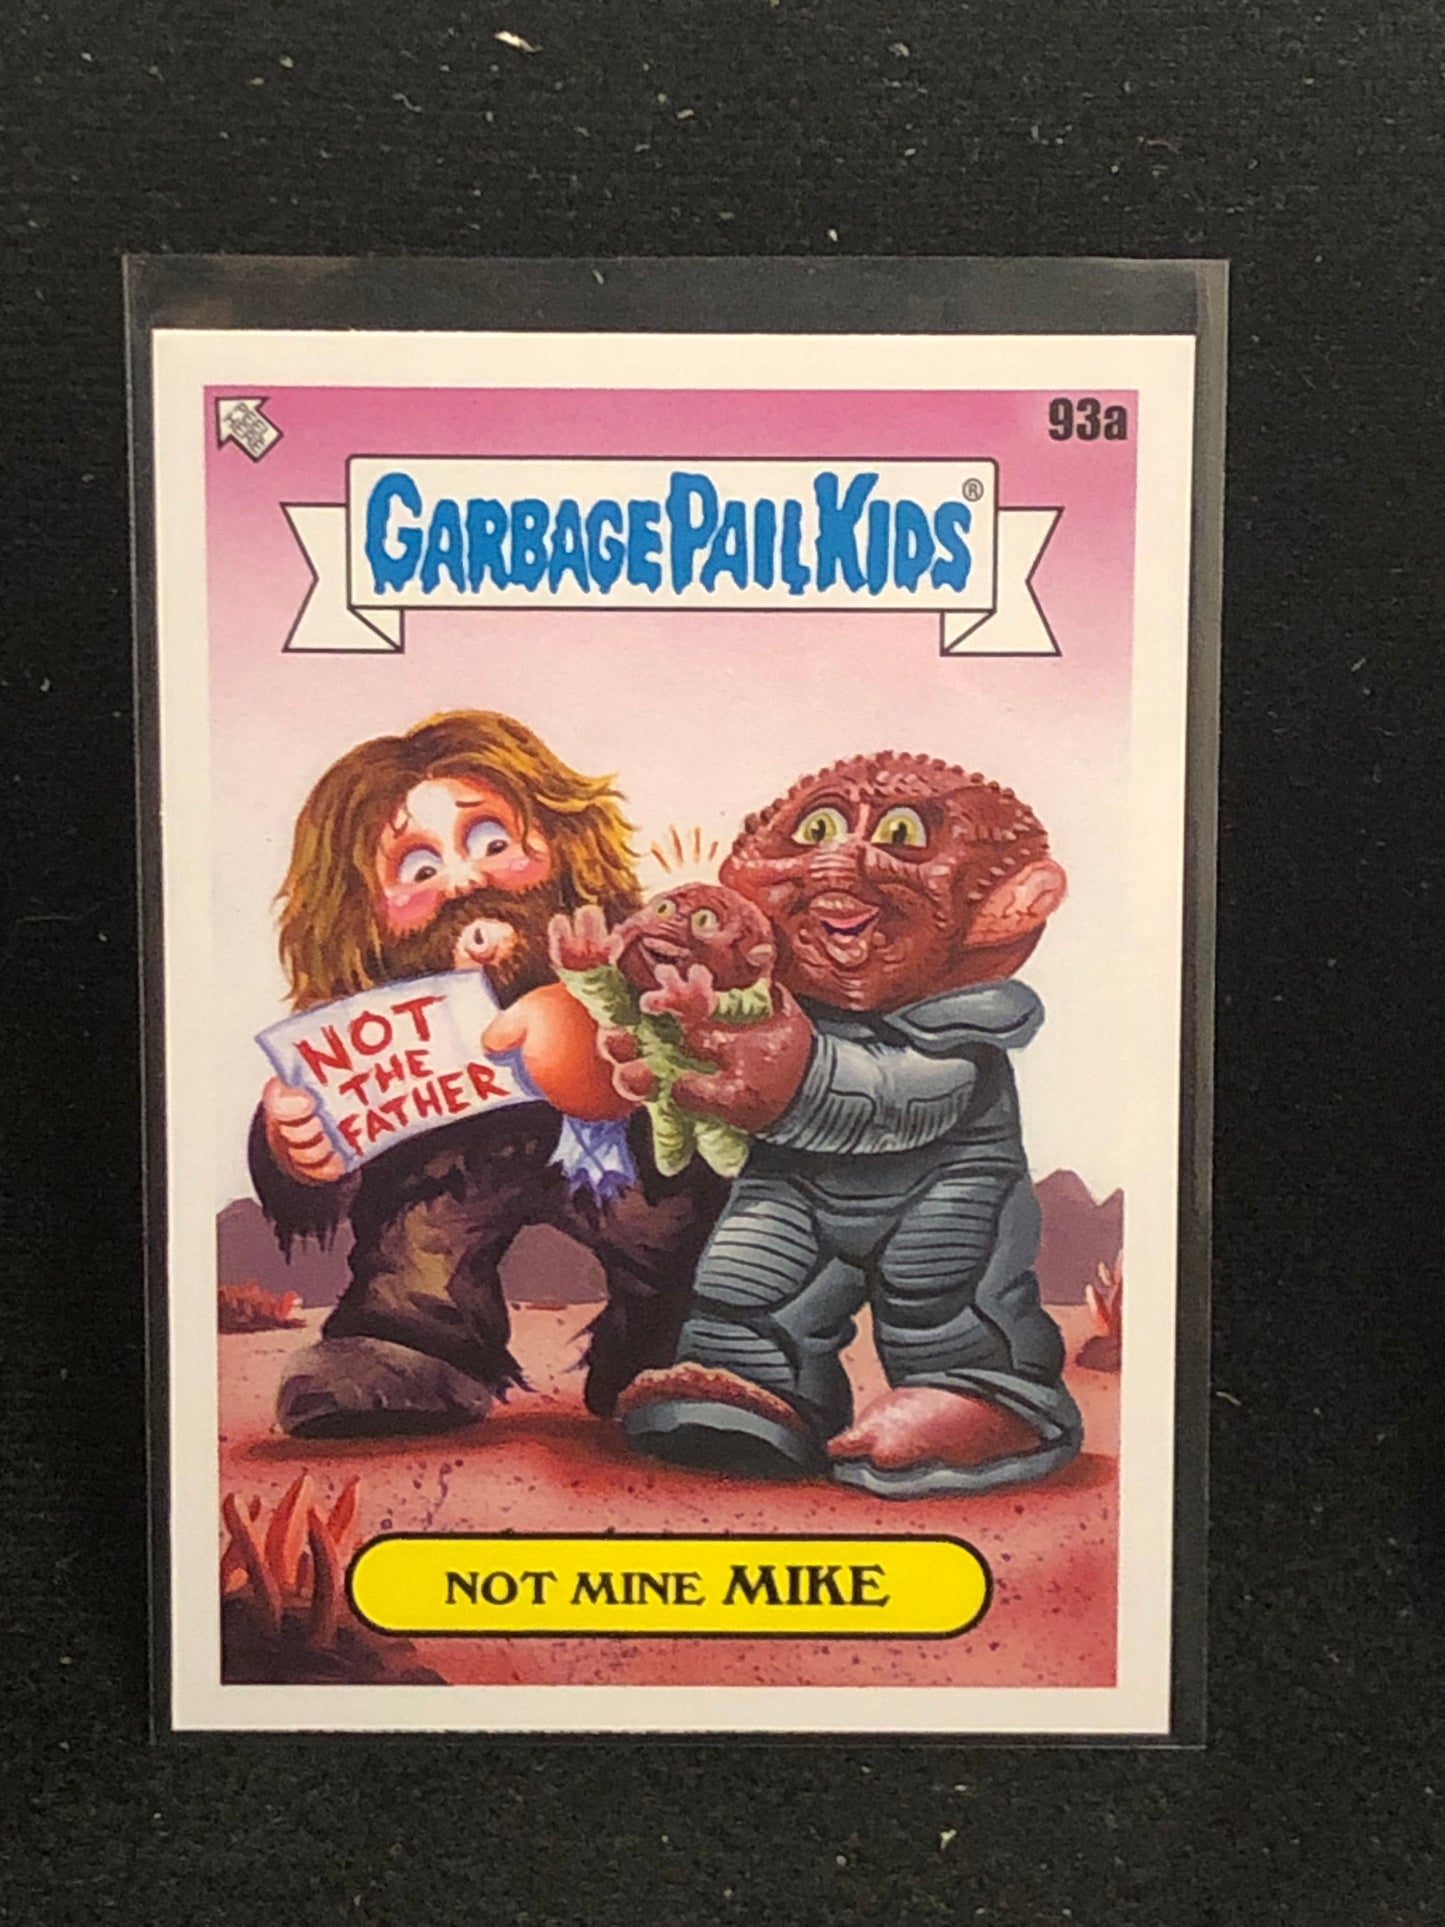 93a
GARBAGE PAIL KIDS®
NOT
THE
FATHER
NOT MINE MIKE